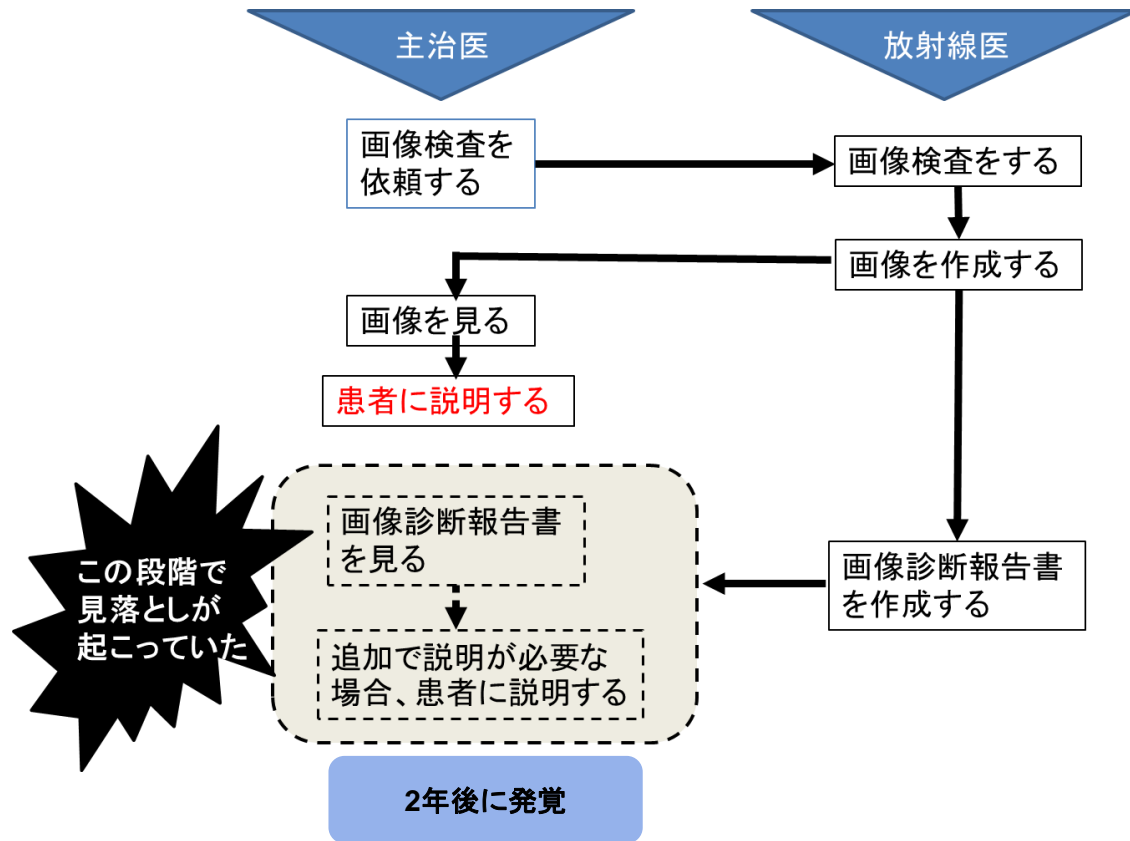 主治医
放射線医
画像検査を
依頼する
画像検査をする
画像を作成する
画像を見る
患者に説明する
この段階で
見落としが
起こっていた
画像診断報告書
を見る
画像診断報告書
を作成する
追加で説明が必要な
場合、患者に説明する
2年後に発覚